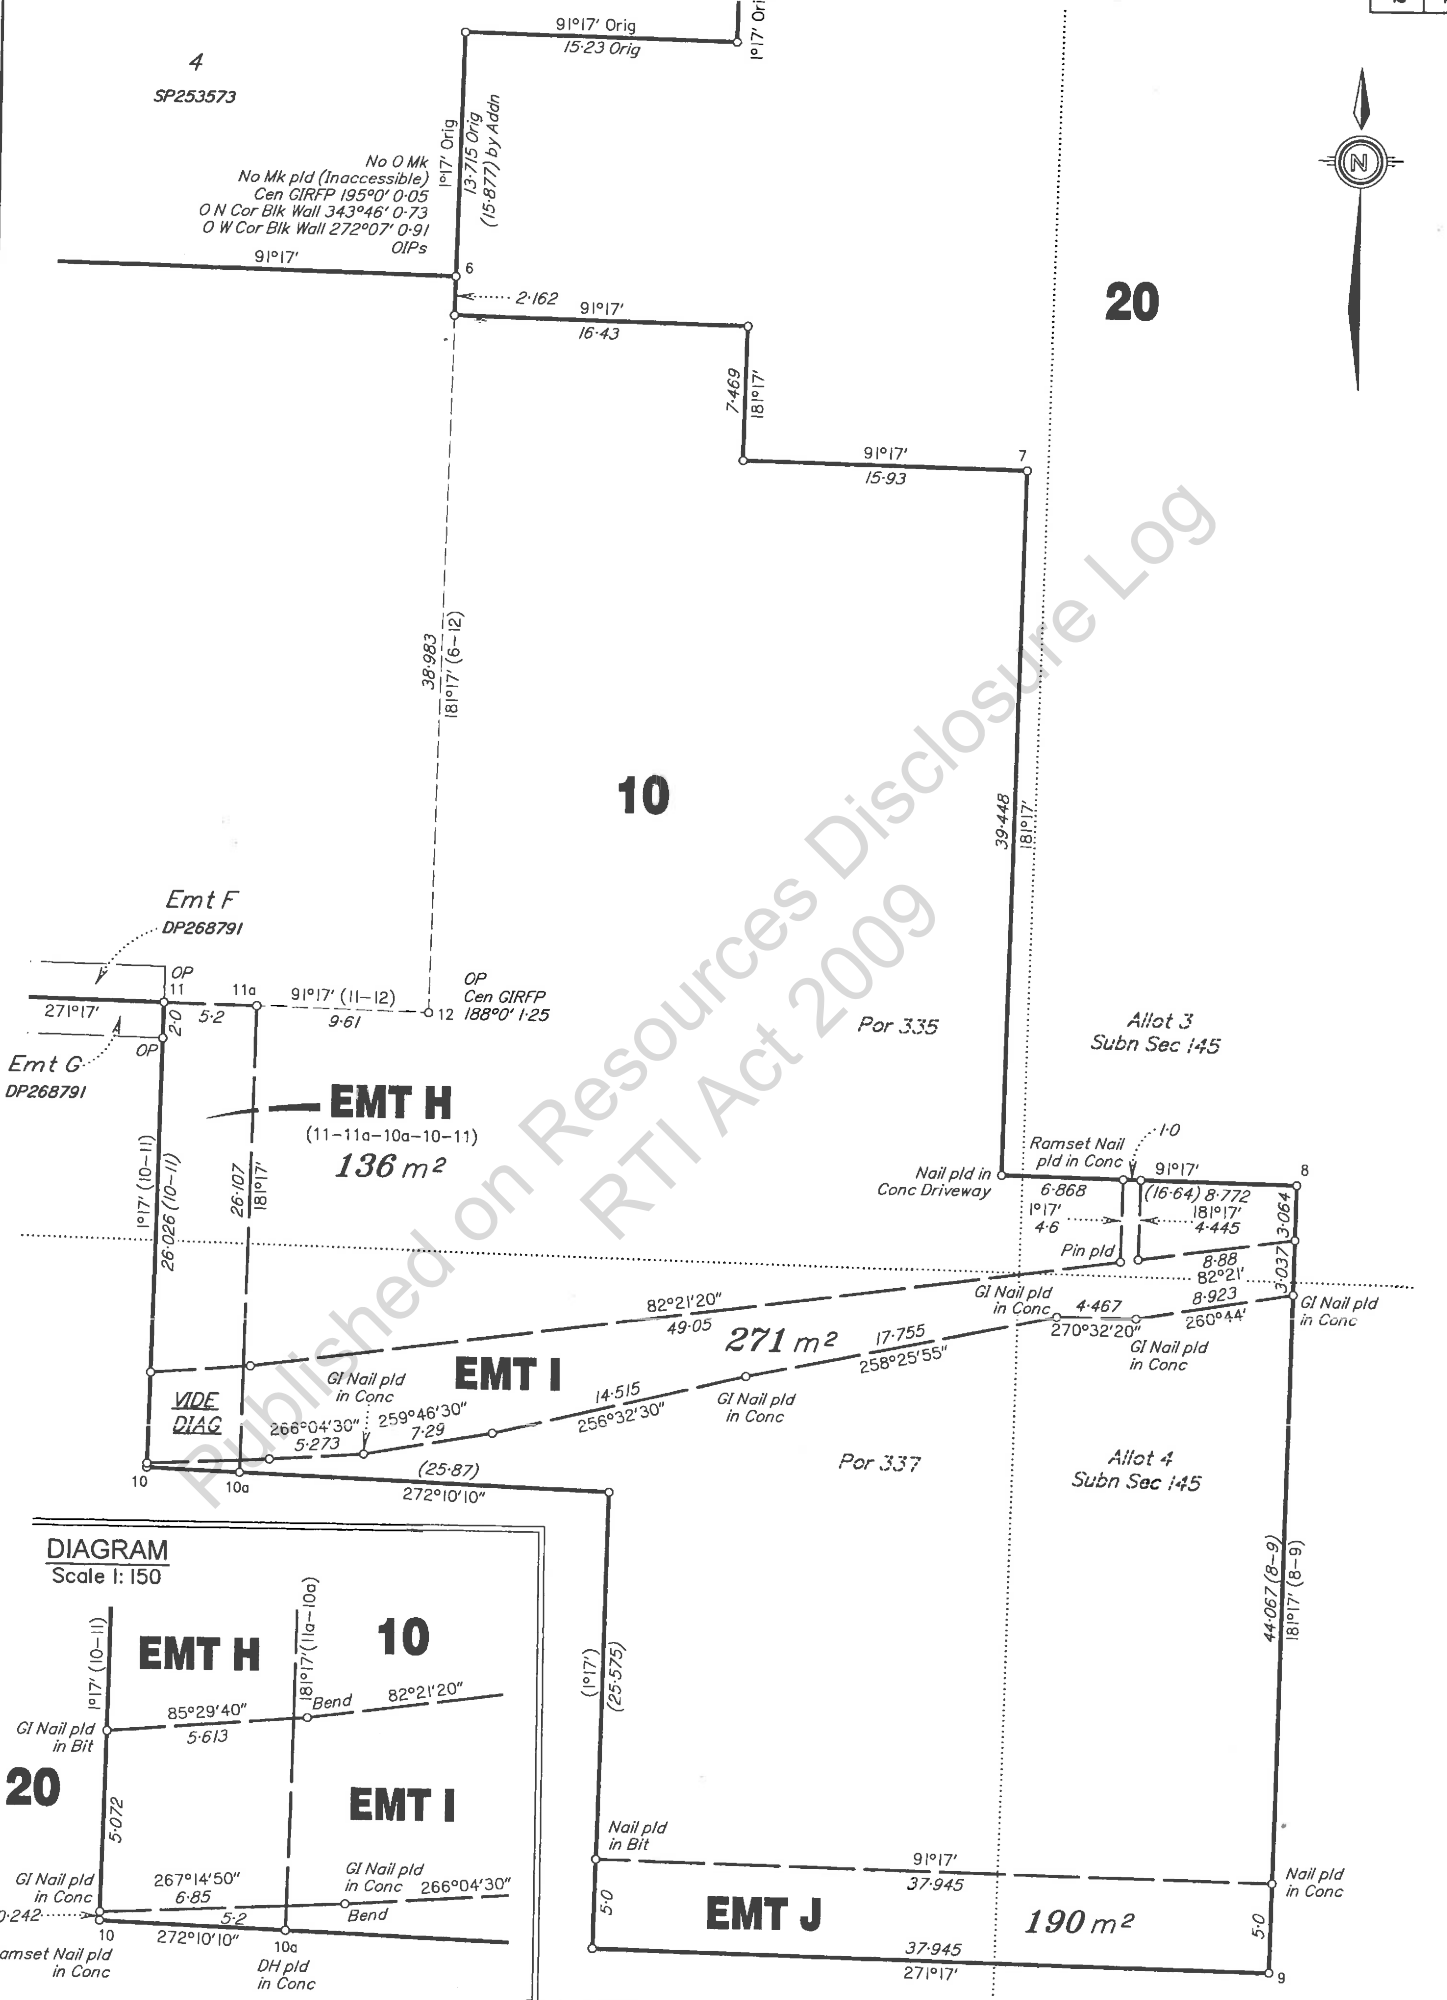 91°17' Orig
15·23 Orig
1°17' Ori
4
SP253573
1°17' Orig
13·715 Orig
(15·877) by Addn
No O Mk
No Mk pld (Inaccessible)
Cen GIRFP 195°0' 0·05
O N Cor Blk Wall 343°46' 0·73
O W Cor Blk Wall 272°07' 0·91
OIPs
N
91°17'
6
2·162
91°17'
16·43
20
7·469
181°17'
91°17'
15·93
7
38·983
181°17' (6-12)
10
39·448
181°17'
Emt F
DP268791
OP
11
11a
91°17' (11-12)
9·61
12
OP
Cen GIRFP
188°0' 1·25
271°17'
2·0
5·2
OP
Emt G
DP268791
Por 335
Allot 3
Subn Sec 145
EMT H
(11-11a-10a-10-11)
136 m²
1°17' (10-11)
26·026 (10-11)
26·107
181°17'
Ramset Nail
pld in Conc
1·0
91°17'
8
Nail pld in
Conc Driveway
6·868
(16·64) 8·772
1°17'
4·6
181°17'
4·445
3·064
Pin pld
8·88
82°21'
3·037
GI Nail pld
in Conc
4·467
270°32'20"
8·923
260°44'
GI Nail pld
in Conc
GI Nail pld
in Conc
82°21'20"
49·05
271 m²
17·755
258°25'55"
EMT I
VIDE
DIAG
GI Nail pld
in Conc
266°04'30"
5·273
259°46'30"
7·29
14·515
256°32'30"
GI Nail pld
in Conc
10
10a
(25·87)
272°10'10"
Por 337
Allot 4
Subn Sec 145
DIAGRAM
Scale 1:150
1°17' (10-11)
EMT H
181°17' (11a-10a)
10
85°29'40"
5·613
Bend
82°21'20"
GI Nail pld
in Bit
20
5·072
EMT I
GI Nail pld
in Conc
267°14'50"
6·85
GI Nail pld
in Conc
266°04'30"
0·242
5·2
Bend
10
272°10'10"
10a
amset Nail pld
in Conc
DH pld
in Conc
(1°17')
(25·575)
44·067 (8-9)
181°17' (8-9)
Nail pld
in Bit
91°17'
37·945
Nail pld
in Conc
5·0
EMT J
190 m²
5·0
37·945
271°17'
9
Published on Resources Disclosure Log
RTI Act 2009